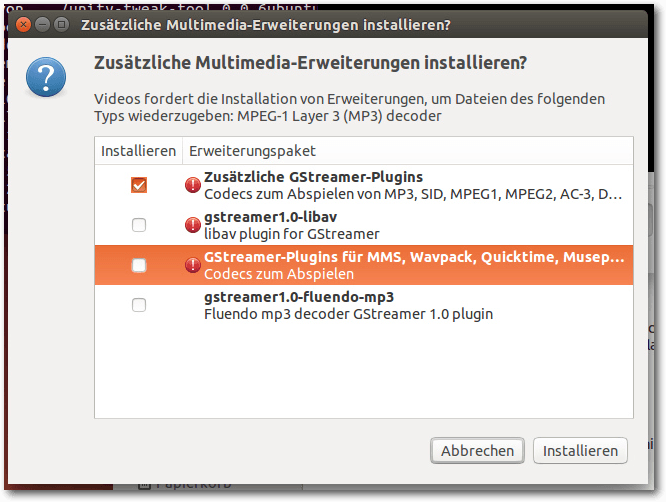 Zusätzliche Multimedia-Erweiterungen installieren?
Zusätzliche Multimedia-Erweiterungen installieren?
Videos fordert die Installation von Erweiterungen, um Dateien des folgenden
Typs wiederzugeben: MPEG-1 Layer 3 (MP3) decoder
Installieren Erweiterungspaket
Zusätzliche GStreamer-Plugins
Codecs zum Abspielen von MP3, SID, MPEG1, MPEG2, AC-3, D…
gstreamer1.0-libav
libav plugin for GStreamer
GStreamer-Plugins für MMS, Wavpack, Quicktime, Musep…
Codecs zum Abspielen
gstreamer1.0-fluendo-mp3
Fluendo mp3 decoder GStreamer 1.0 plugin
Abbrechen Installieren
Papierkorb